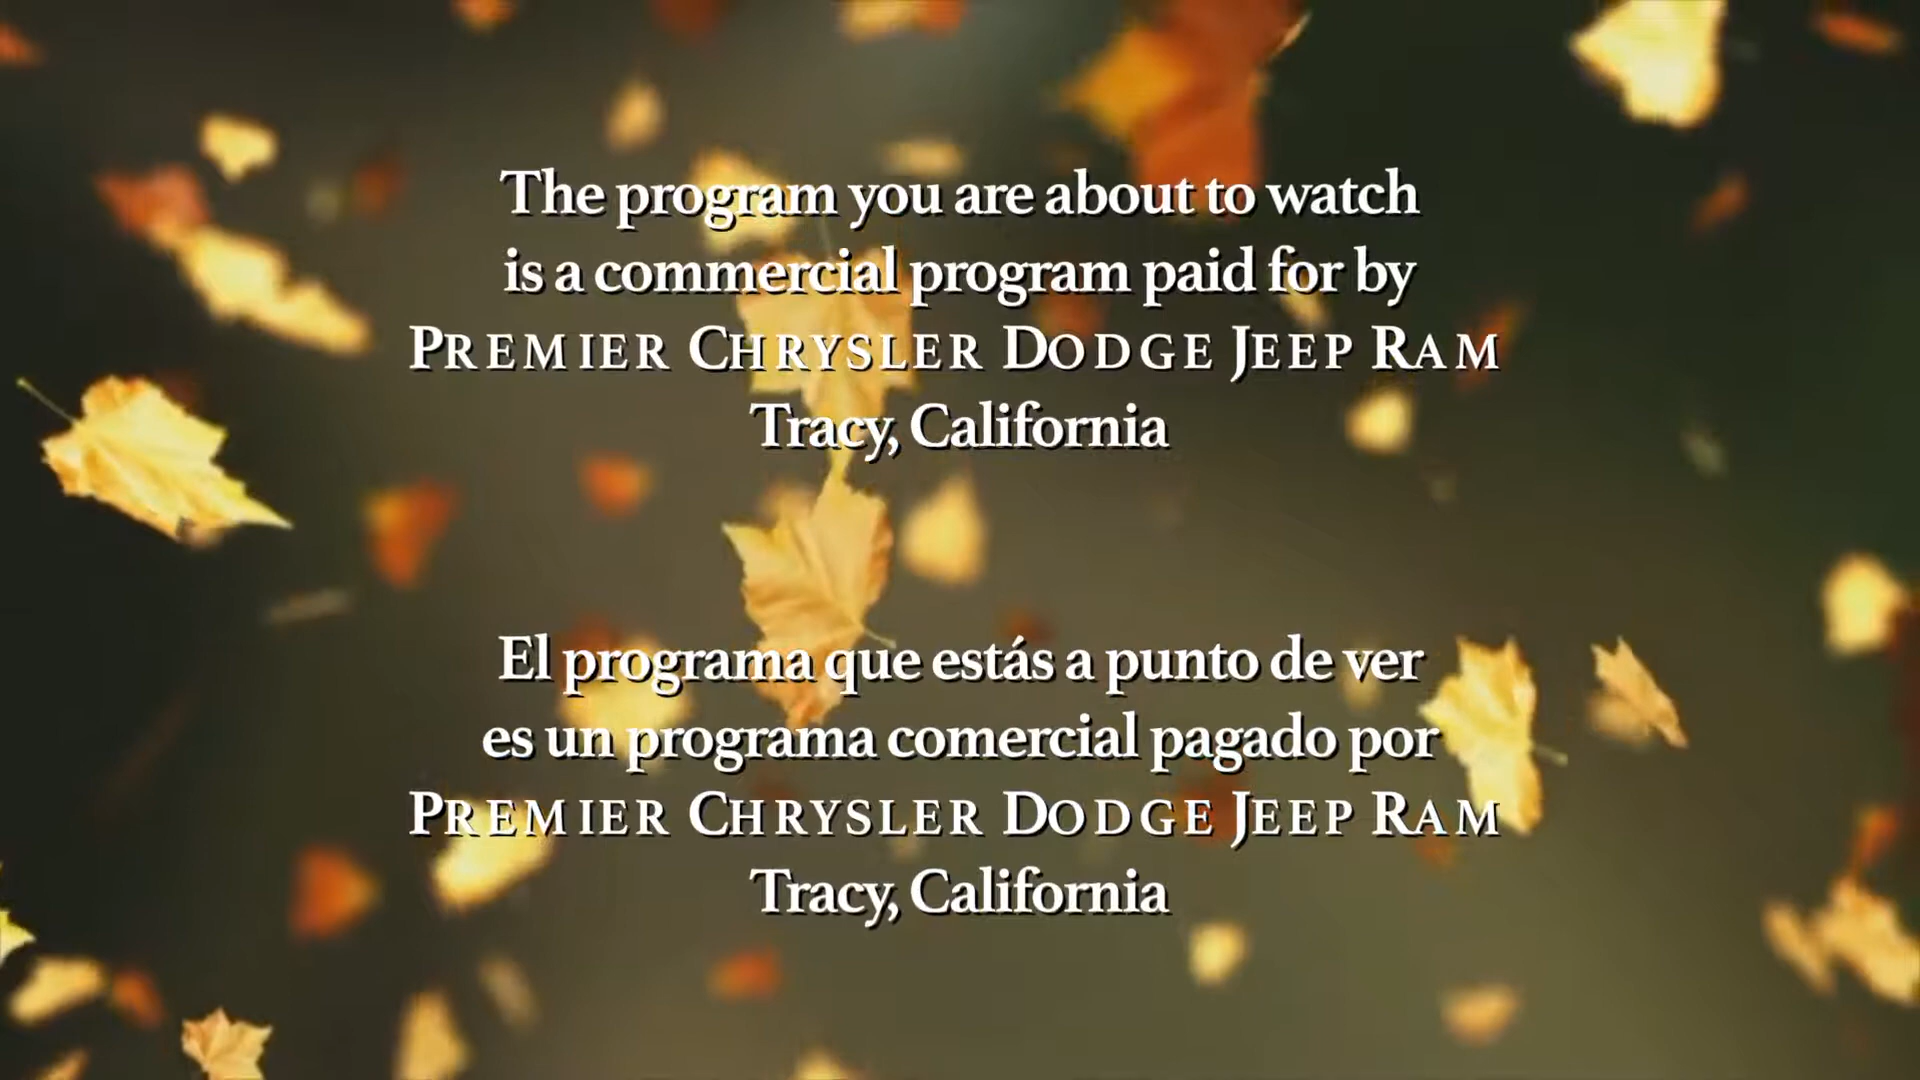 The program you are about to watch
is a commercial program paid for by
PREMIER CHRYSLER DODGE JEEP RAM
Tracy, California
El programa que estás a punto de ver
es un programa comercial pagado por
PREMIER CHRYSLER DODGE JEEP RAM
Tracy, California